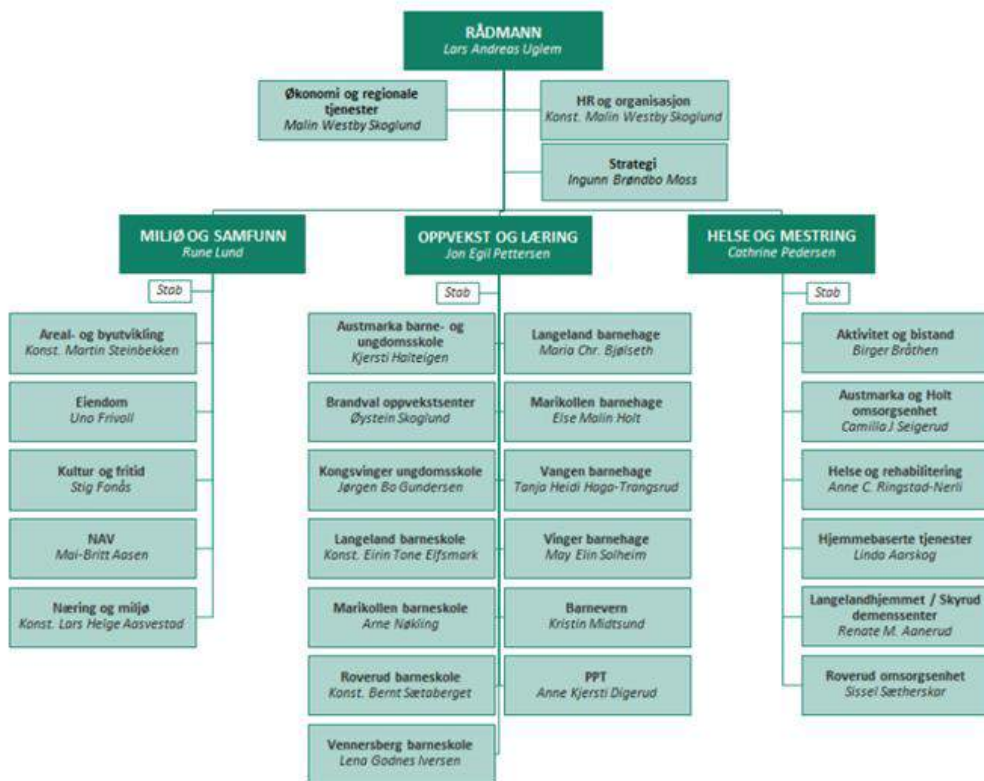 RÅDMANN
Lars Andreas Uglem
Økonomi og regionale
tjenester
Malin Westby Skoglund
HR og organisasjon
Konst. Malin Westby Skoglund
Strategi
Ingunn Brøndbo Moss
MILJØ OG SAMFUNN
Rune Lund
Stab
Areal- og byutvikling
Konst. Martin Steinbekken
Eiendom
Uno Frivoll
Kultur og fritid
Stig Fonås
NAV
Mai-Britt Aasen
Næring og miljø
Konst. Lars Helge Aasvestad
OPPVEKST OG LÆRING
Jon Egil Pettersen
Stab
Austmarka barne- og
ungdomsskole
Kjersti Haiteigen
Brandval oppvekstsenter
Øystein Skoglund
Kongsvinger ungdomsskole
Jørgen Bo Gundersen
Langeland barneskole
Konst. Eirin Tone Elfsmark
Marikollen barneskole
Arne Nøkling
Roverud barneskole
Konst. Bernt Sætaberget
Vennersberg barneskole
Lena Godnes Iversen
Langeland barnehage
Maria Chr. Bjølseth
Marikollen barnehage
Else Malin Holt
Vangen barnehage
Tanja Heidi Haga-Trangsrud
Vinger barnehage
May Elin Solheim
Barnevern
Kristin Midtsund
PPT
Anne Kjersti Digerud
HELSE OG MESTRING
Cathrine Pedersen
Stab
Aktivitet og bistand
Birger Bråthen
Austmarka og Holt
omsorgsenhet
Camilla J Seigerud
Helse og rehabilitering
Anne C. Ringstad-Nerli
Hjemmebaserte tjenester
Linda Aarskog
Langelandhjemmet / Skyrud
demenssenter
Renate M. Aanerud
Roverud omsorgsenhet
Sissel Sætherskar